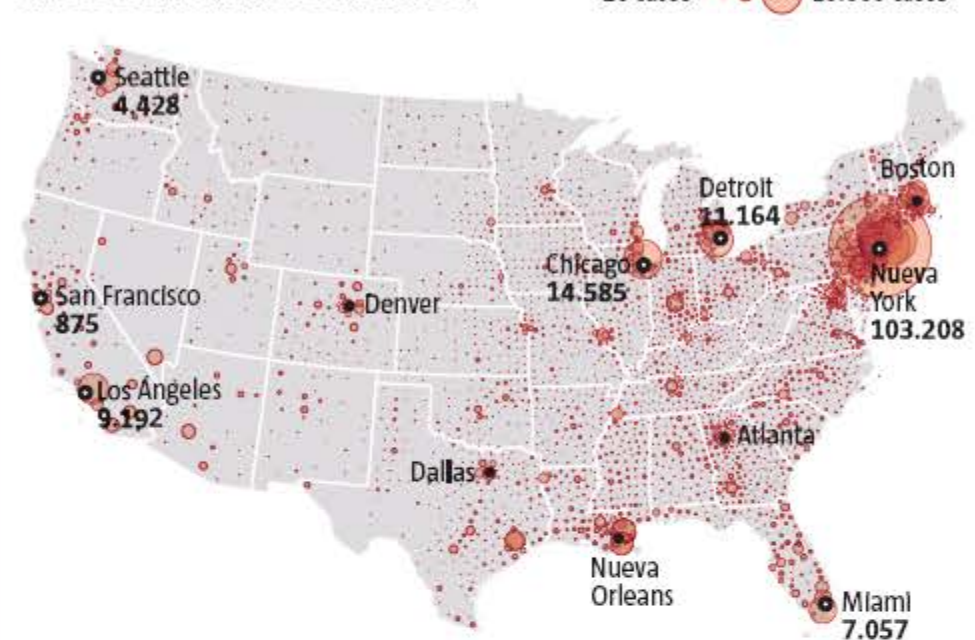 Seattle
4.428
Boston
Detroit
11.164
Chicago
14.585
Nueva
York
103.208
San Francisco
875
Denver
Los Ángeles
9.192
Atlanta
Dallas
Nueva
Orleans
Miami
7.057